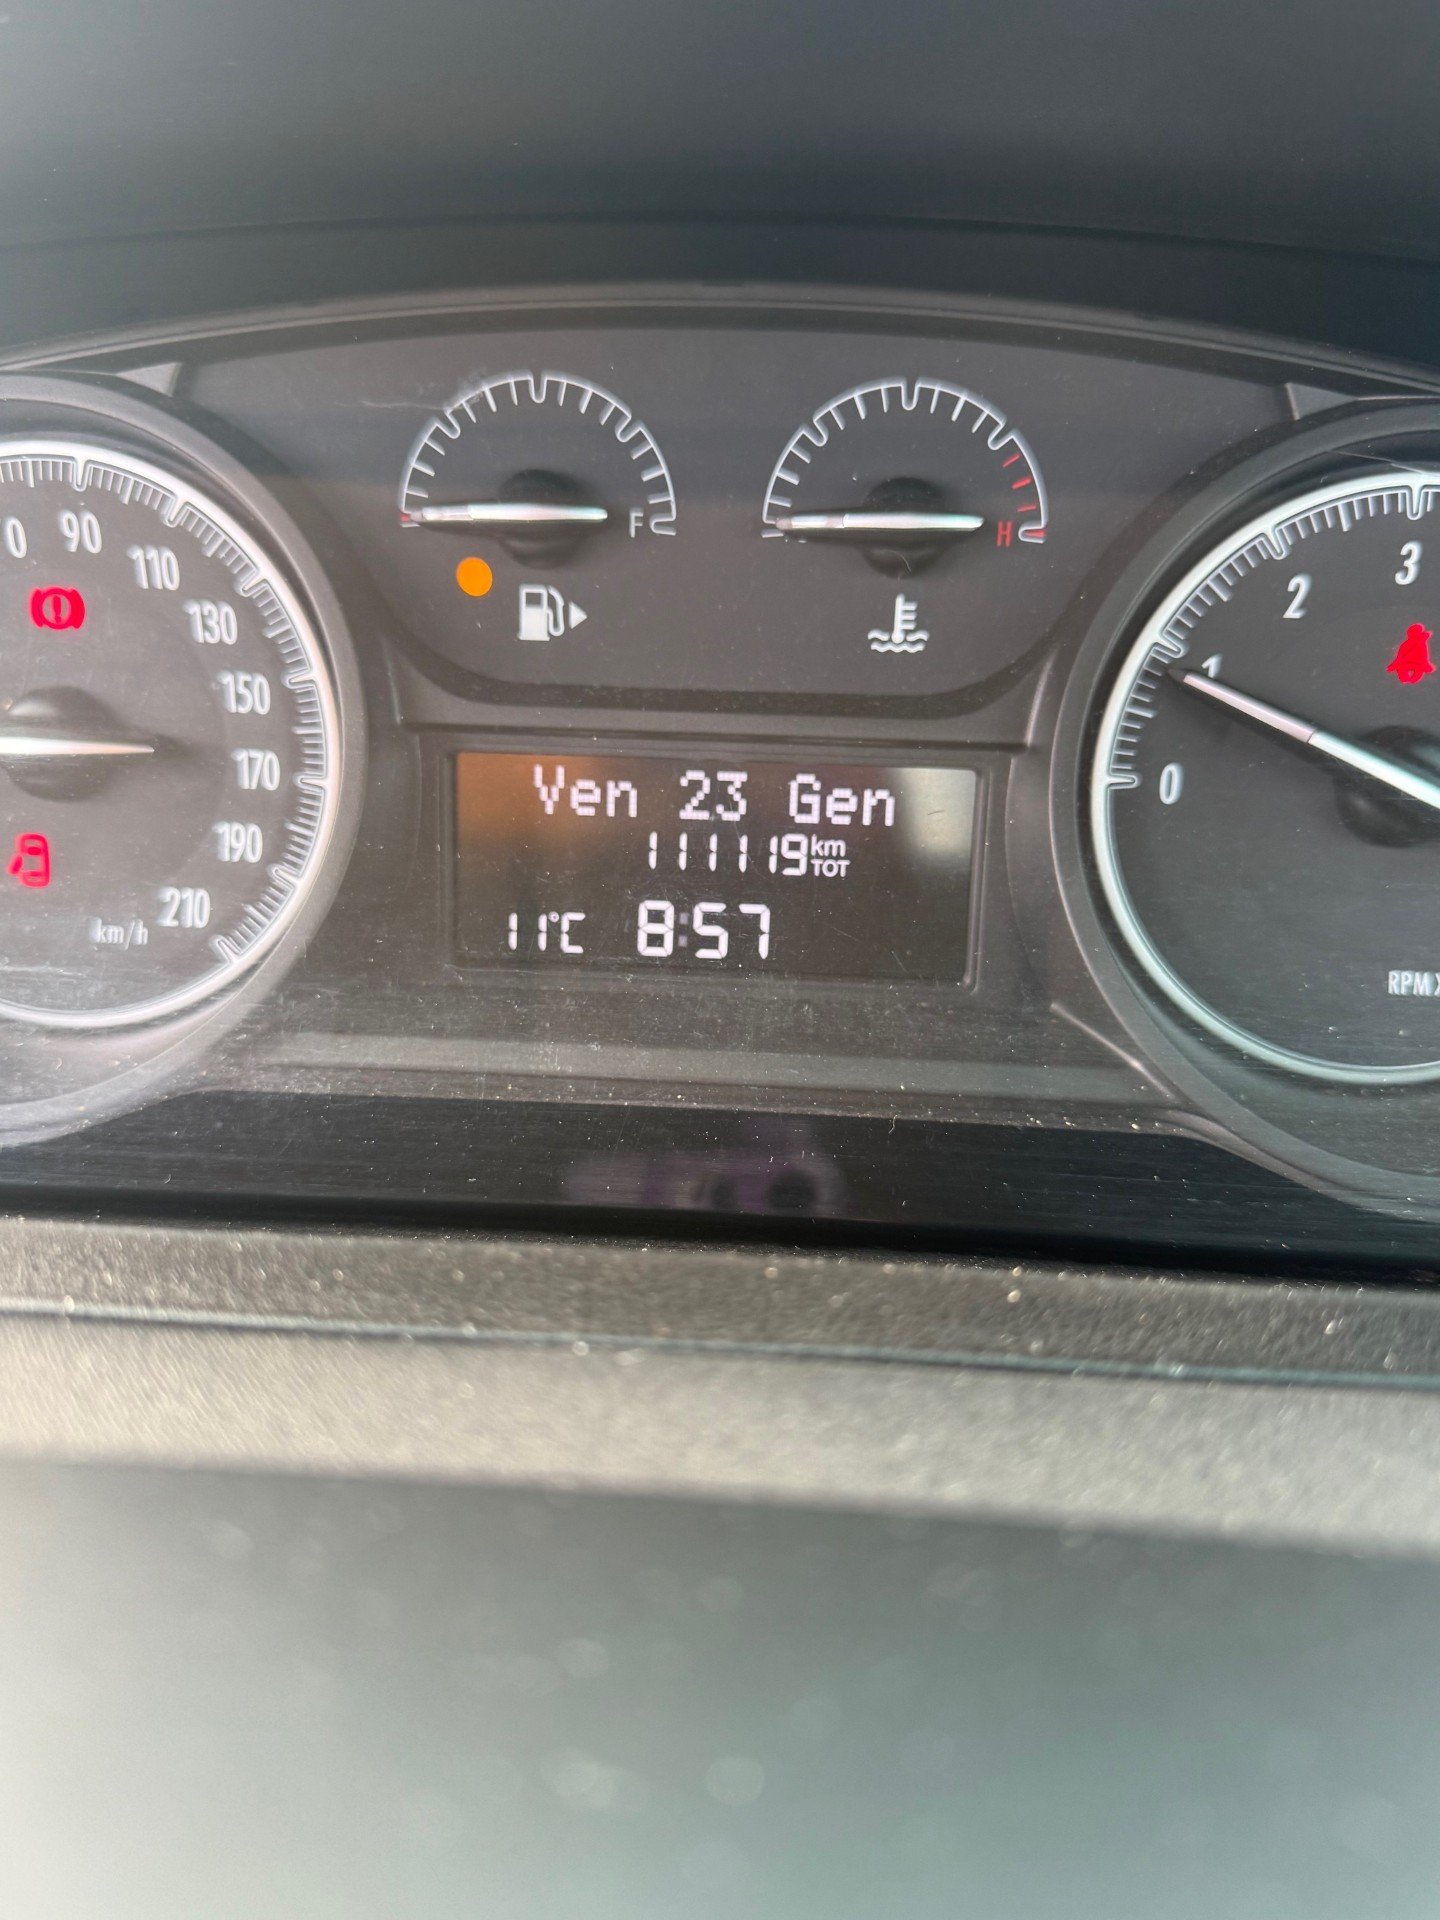 F
H
70 90 110 130 150 170 190 210
km/h
Ven 23 Gen
111119 km TOT
11°C 8:57
0 1 2 3
RPM